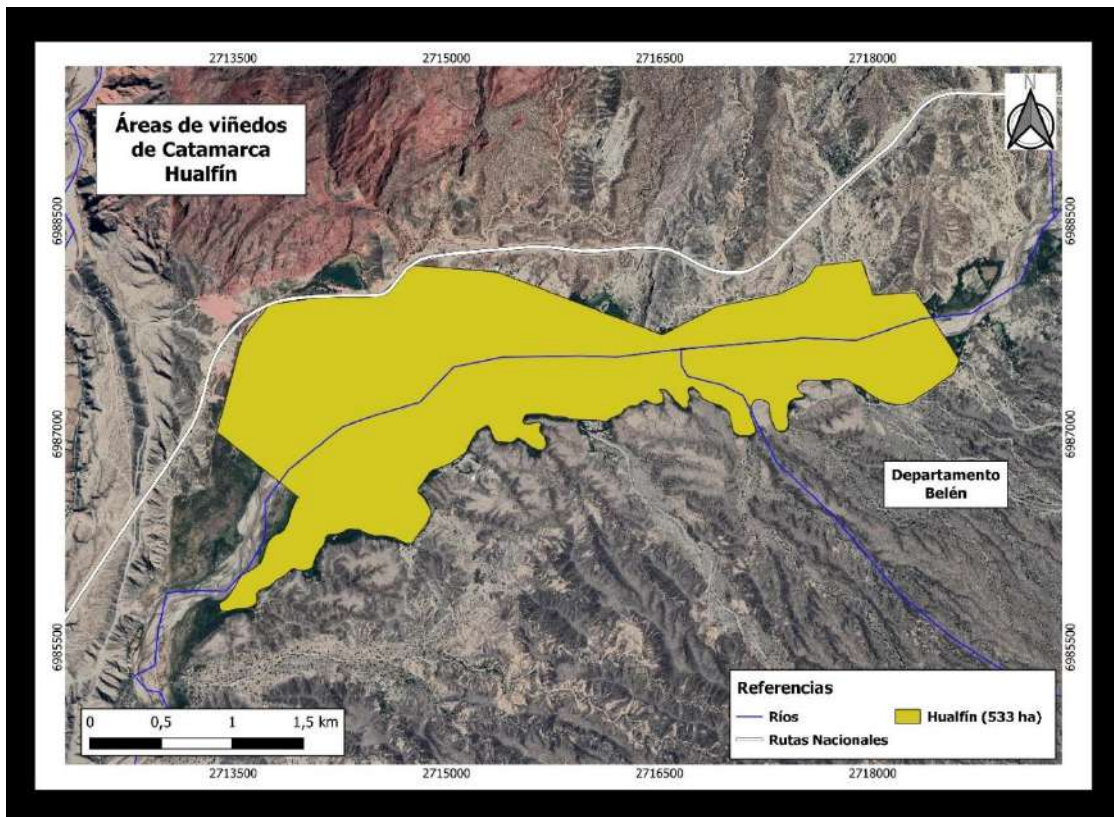 2713500 2715000 2716500 2718000
N
Áreas de viñedos
de Catamarca
Hualfín
6988500 6988500
6987000 6987000
Departamento
Belén
6985500 6985500
Referencias
Ríos Hualfín (533 ha)
Rutas Nacionales
0 0,5 1 1,5 km
2713500 2715000 2716500 2718000